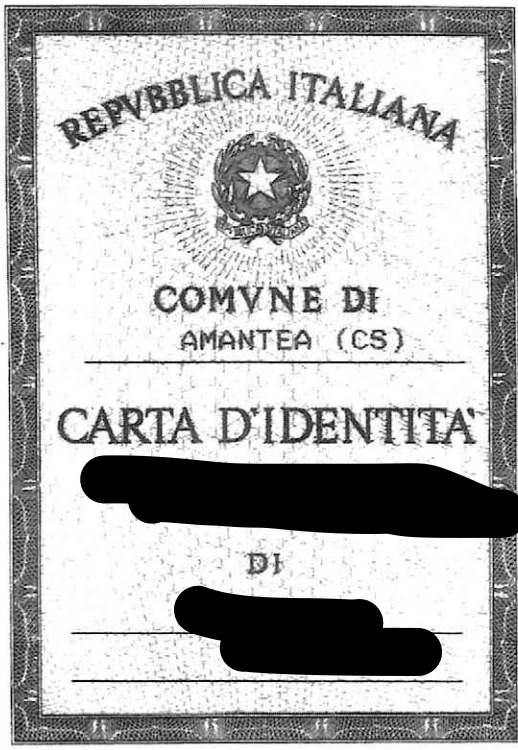 REPVBBLICA ITALIANA
COMVNE DI
AMANTEA (CS)
CARTA D'IDENTITA'
DI